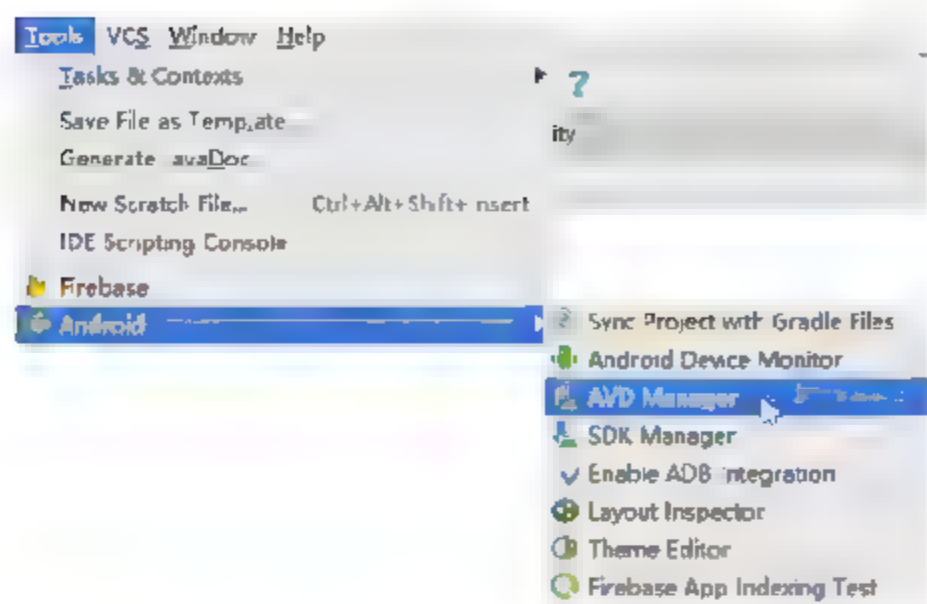 Tools VCS Window Help
Tasks & Contexts
?
Save File as Template
ity
Generate JavaDoc
New Scratch File... Ctrl+Alt+Shift+Insert
IDE Scripting Console
Firebase
Android
Sync Project with Gradle Files
Android Device Monitor
AVD Manager
SDK Manager
Enable ADB Integration
Layout Inspector
Theme Editor
Firebase App Indexing Test